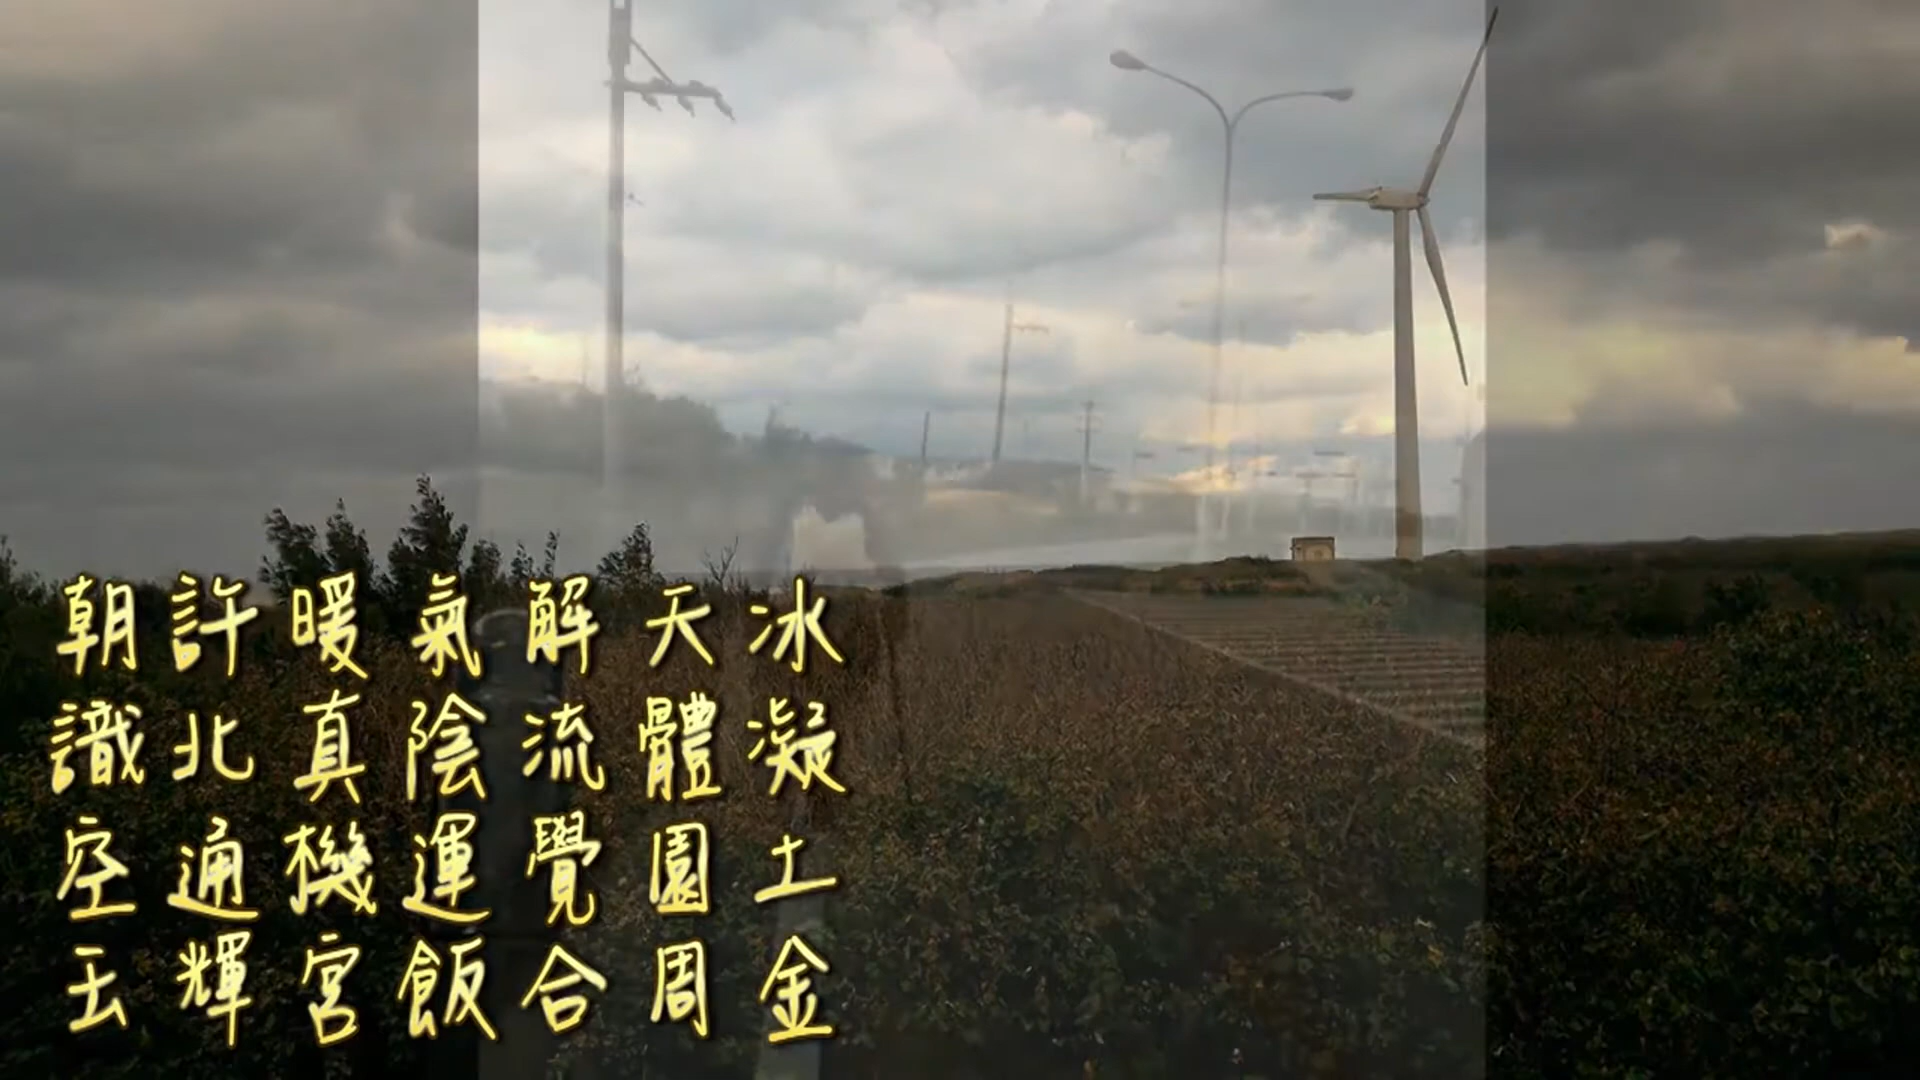 朝許暖氣解天冰
識北真陰流體凝
空通機運覺園土
玉輝宮飯合周金